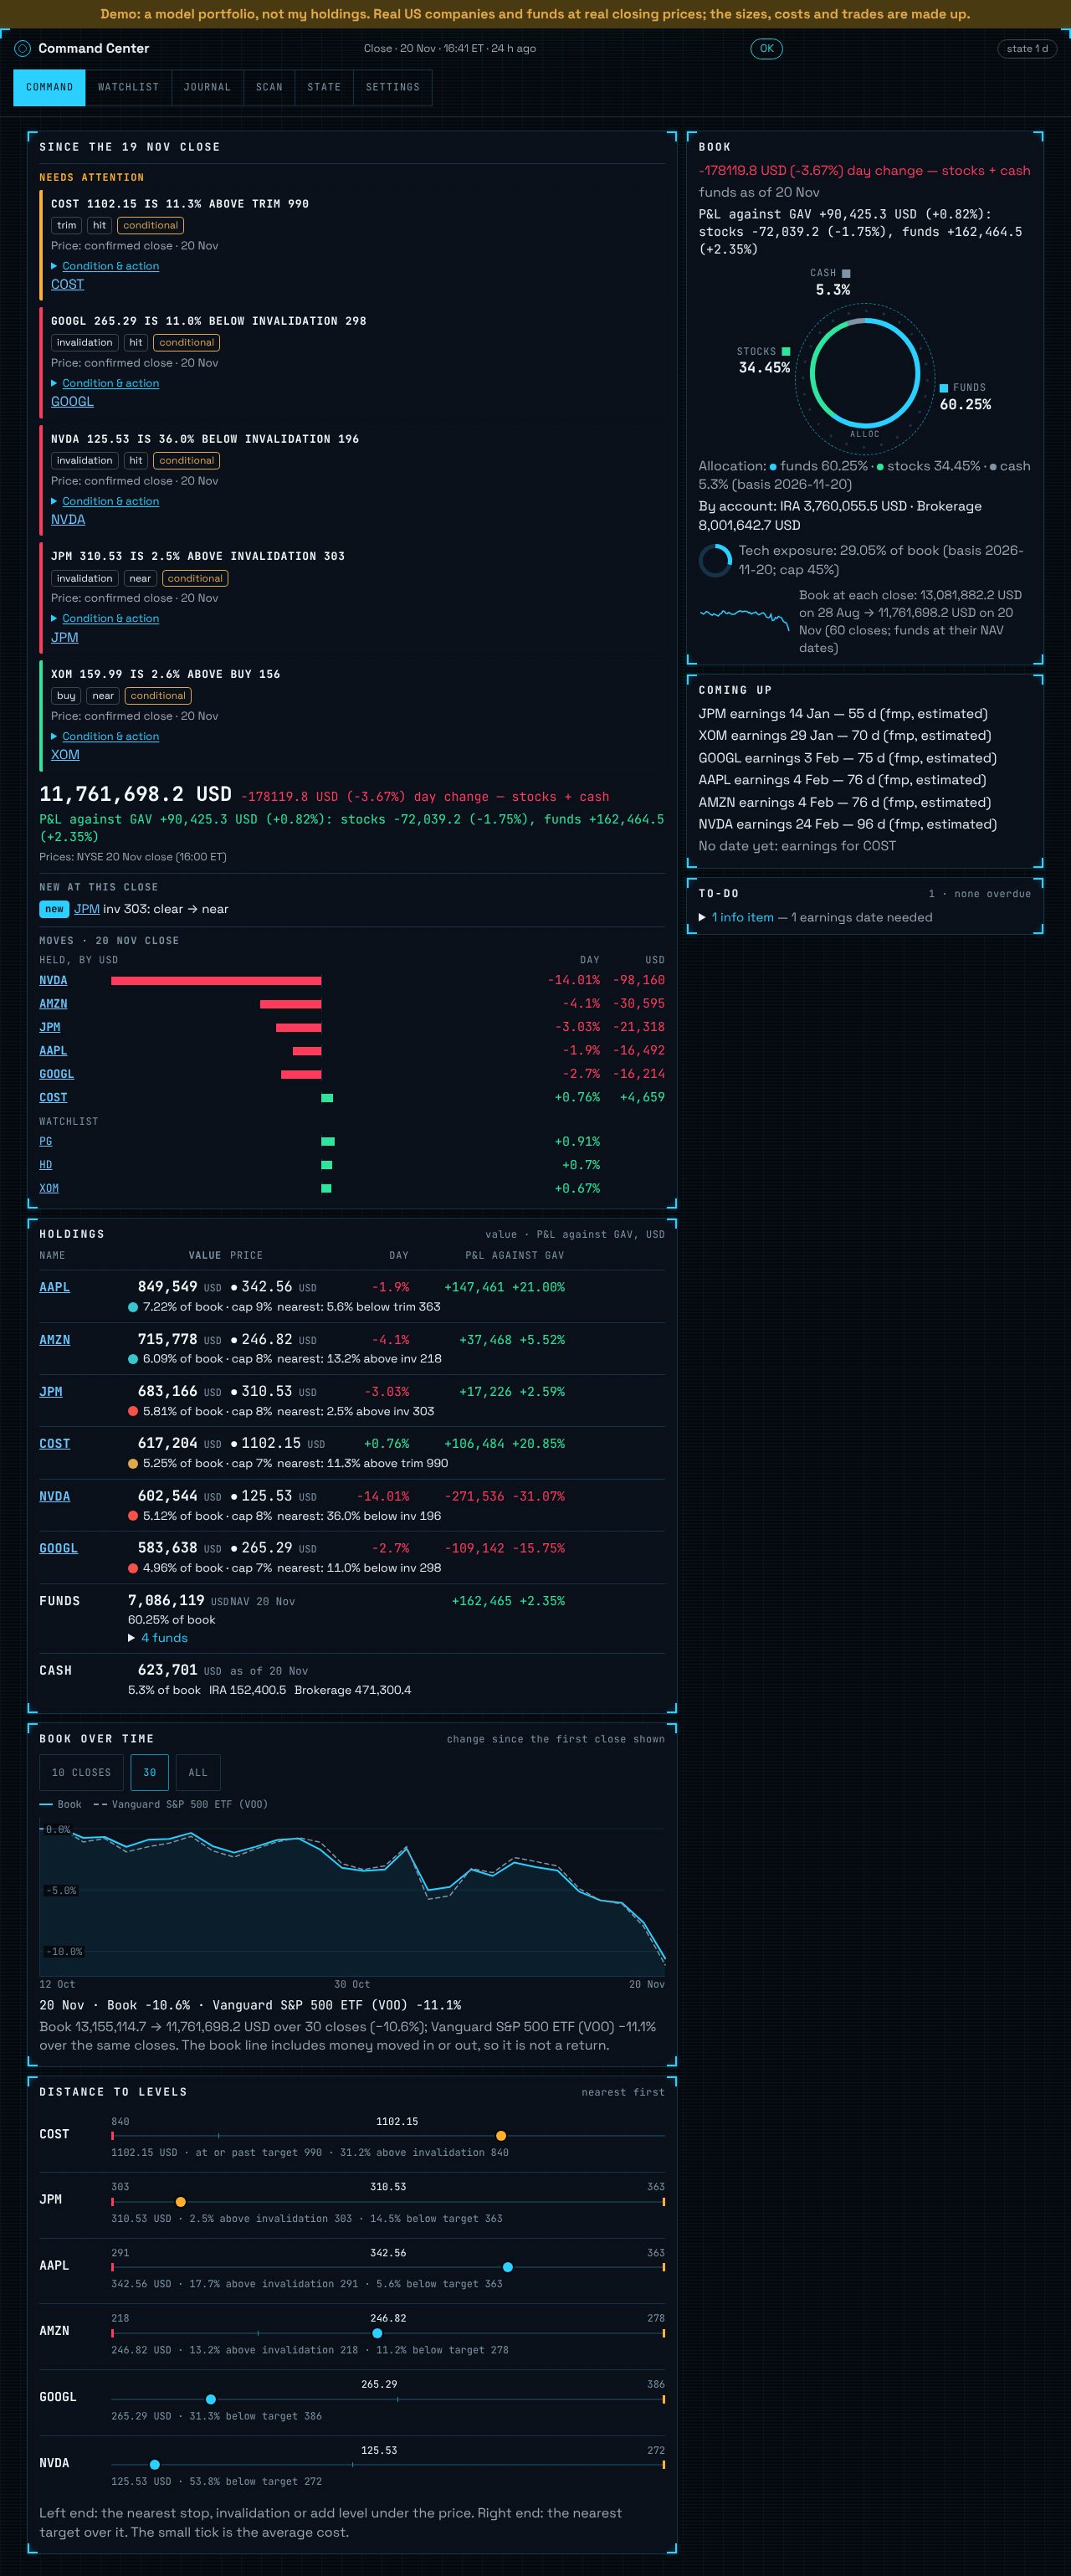 Demo: a model portfolio, not my holdings. Real US companies and funds at real closing prices; the sizes, costs and trades are made up.
Command Center
Close · 20 Nov · 16:41 ET · 24 h ago
OK
state 1 d
COMMAND
WATCHLIST
JOURNAL
SCAN
STATE
SETTINGS
SINCE THE 19 NOV CLOSE
NEEDS ATTENTION
COST 1102.15 IS 11.3% ABOVE TRIM 990
trim hit conditional
Price: confirmed close · 20 Nov
▶ Condition & action
COST
GOOGL 265.29 IS 11.0% BELOW INVALIDATION 298
invalidation hit conditional
Price: confirmed close · 20 Nov
▶ Condition & action
GOOGL
NVDA 125.53 IS 36.0% BELOW INVALIDATION 196
invalidation hit conditional
Price: confirmed close · 20 Nov
▶ Condition & action
NVDA
JPM 310.53 IS 2.5% ABOVE INVALIDATION 303
invalidation near conditional
Price: confirmed close · 20 Nov
▶ Condition & action
JPM
XOM 159.99 IS 2.6% ABOVE BUY 156
buy near conditional
Price: confirmed close · 20 Nov
▶ Condition & action
XOM
11,761,698.2 USD -178119.8 USD (-3.67%) day change — stocks + cash
P&L against GAV +90,425.3 USD (+0.82%): stocks -72,039.2 (-1.75%), funds +162,464.5
(+2.35%)
Prices: NYSE 20 Nov close (16:00 ET)
NEW AT THIS CLOSE
new JPM inv 303: clear → near
MOVES · 20 NOV CLOSE
HELD, BY USD DAY USD
NVDA -14.01% -98,160
AMZN -4.1% -30,595
JPM -3.03% -21,318
AAPL -1.9% -16,492
GOOGL -2.7% -16,214
COST +0.76% +4,659
WATCHLIST
PG +0.91%
HD +0.7%
XOM +0.67%
HOLDINGS
value · P&L against GAV, USD
NAME VALUE PRICE DAY P&L AGAINST GAV
AAPL 849,549 USD 342.56 USD -1.9% +147,461 +21.00%
7.22% of book · cap 9% nearest: 5.6% below trim 363
AMZN 715,778 USD 246.82 USD -4.1% +37,468 +5.52%
6.09% of book · cap 8% nearest: 13.2% above inv 218
JPM 683,166 USD 310.53 USD -3.03% +17,226 +2.59%
5.81% of book · cap 8% nearest: 2.5% above inv 303
COST 617,204 USD 1102.15 USD +0.76% +106,484 +20.85%
5.25% of book · cap 7% nearest: 11.3% above trim 990
NVDA 602,544 USD 125.53 USD -14.01% -271,536 -31.07%
5.12% of book · cap 8% nearest: 36.0% below inv 196
GOOGL 583,638 USD 265.29 USD -2.7% -109,142 -15.75%
4.96% of book · cap 7% nearest: 11.0% below inv 298
FUNDS 7,086,119 USDNAV 20 Nov +162,465 +2.35%
60.25% of book
▶ 4 funds
CASH 623,701 USD as of 20 Nov
5.3% of book IRA 152,400.5 Brokerage 471,300.4
BOOK OVER TIME
change since the first close shown
10 CLOSES 30 ALL
Book Vanguard S&P 500 ETF (VOO)
0.0%
-5.0%
-10.0%
12 Oct 30 Oct 20 Nov
20 Nov · Book -10.6% · Vanguard S&P 500 ETF (VOO) -11.1%
Book 13,155,114.7 → 11,761,698.2 USD over 30 closes (−10.6%); Vanguard S&P 500 ETF (VOO) −11.1%
over the same closes. The book line includes money moved in or out, so it is not a return.
DISTANCE TO LEVELS
nearest first
840 1102.15
COST
1102.15 USD · at or past target 990 · 31.2% above invalidation 840
303 310.53 363
JPM
310.53 USD · 2.5% above invalidation 303 · 14.5% below target 363
291 342.56 363
AAPL
342.56 USD · 17.7% above invalidation 291 · 5.6% below target 363
218 246.82 278
AMZN
246.82 USD · 13.2% above invalidation 218 · 11.2% below target 278
265.29 386
GOOGL
265.29 USD · 31.3% below target 386
125.53 272
NVDA
125.53 USD · 53.8% below target 272
Left end: the nearest stop, invalidation or add level under the price. Right end: the nearest
target over it. The small tick is the average cost.
BOOK
-178119.8 USD (-3.67%) day change — stocks + cash
funds as of 20 Nov
P&L against GAV +90,425.3 USD (+0.82%):
stocks -72,039.2 (-1.75%), funds +162,464.5
(+2.35%)
CASH
5.3%
STOCKS
34.45%
FUNDS
60.25%
ALLOC
Allocation: funds 60.25% · stocks 34.45% · cash
5.3% (basis 2026-11-20)
By account: IRA 3,760,055.5 USD · Brokerage
8,001,642.7 USD
Tech exposure: 29.05% of book (basis 2026-
11-20; cap 45%)
Book at each close: 13,081,882.2 USD
on 28 Aug → 11,761,698.2 USD on 20
Nov (60 closes; funds at their NAV
dates)
COMING UP
JPM earnings 14 Jan — 55 d (fmp, estimated)
XOM earnings 29 Jan — 70 d (fmp, estimated)
GOOGL earnings 3 Feb — 75 d (fmp, estimated)
AAPL earnings 4 Feb — 76 d (fmp, estimated)
AMZN earnings 4 Feb — 76 d (fmp, estimated)
NVDA earnings 24 Feb — 96 d (fmp, estimated)
No date yet: earnings for COST
TO-DO
1 · none overdue
▶ 1 info item — 1 earnings date needed